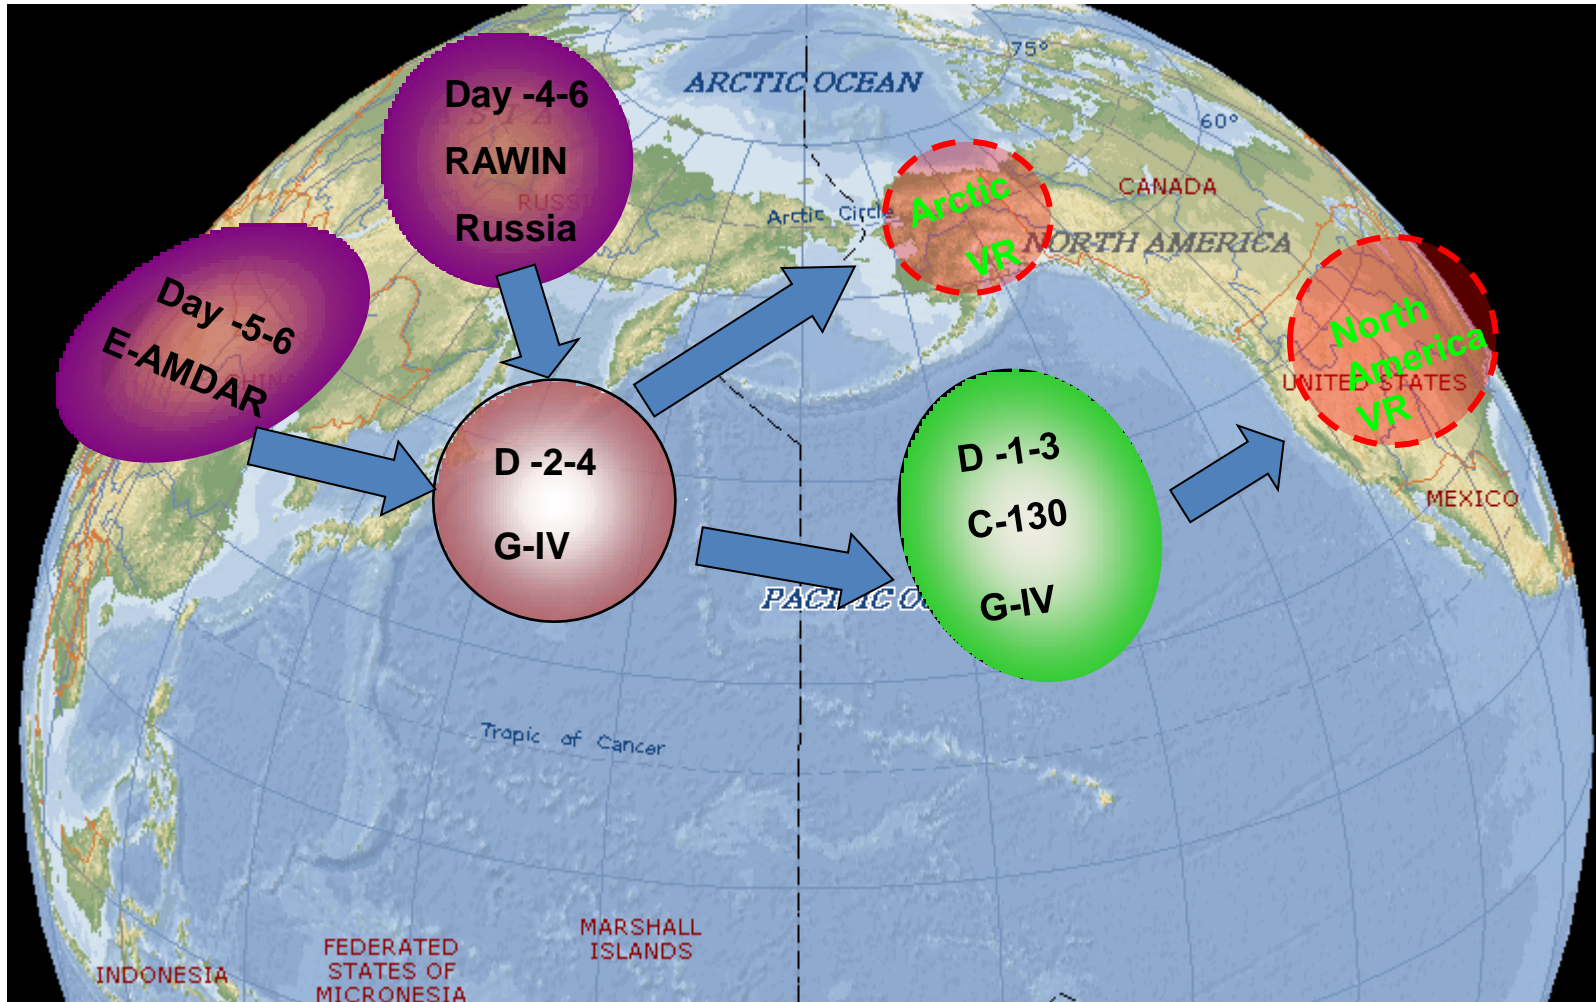 ARCTIC OCEAN
75°
60°
Day -4-6
RAWIN
Russia
CANADA
Arctic Circle
Arctic
VR
NORTH AMERICA
Day -5-6
E-AMDAR
North
America
VR
UNITED STATES
D -2-4
G-IV
D -1-3
C-130
G-IV
MEXICO
Tropic of Cancer
MARSHALL
ISLANDS
FEDERATED
STATES OF
MICRONESIA
INDONESIA